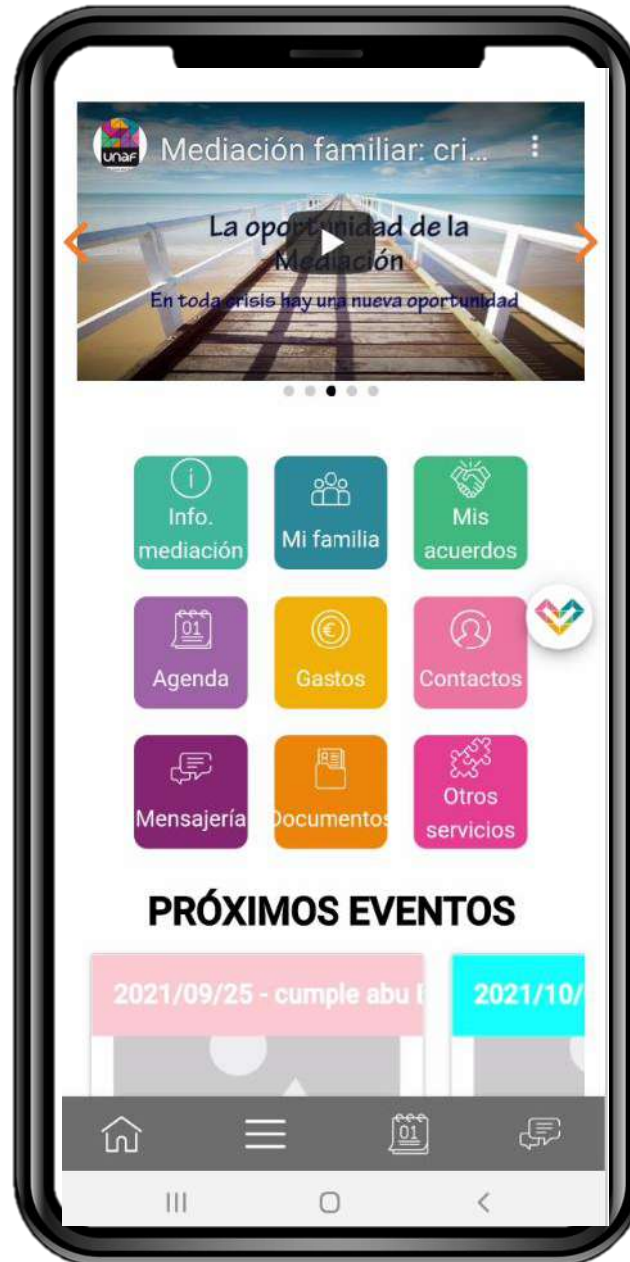 unaf
Mediación familiar: cri...
La oportunidad de la
Mediación
En toda crisis hay una nueva oportunidad
Info.
mediación
Mi familia
Mis
acuerdos
01
Agenda
Gastos
Contactos
Mensajería
Documentos
Otros
servicios
PRÓXIMOS EVENTOS
2021/09/25 - cumple abu
2021/10/
01